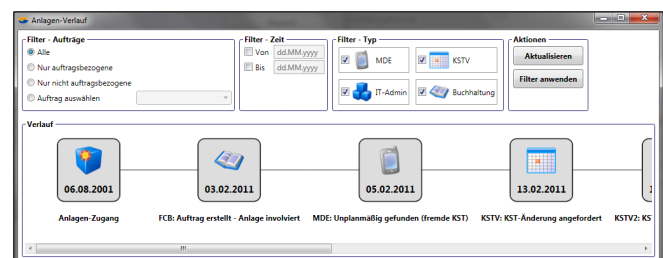 Anlagen-Verlauf
Filter - Aufträge
Alle
Nur auftragsbezogene
Nur nicht auftragsbezogene
Auftrag auswählen
Filter - Zeit
Von dd.MM.yyyy
Bis dd.MM.yyyy
Filter - Typ
MDE KSTV
IT-Admin Buchhaltung
Aktionen
Aktualisieren
Filter anwenden
Verlauf
06.08.2001 03.02.2011 05.02.2011 13.02.2011 1
Anlagen-Zugang FCB: Auftrag erstellt - Anlage involviert MDE: Unplanmäßig gefunden (fremde KST) KSTV: KST-Änderung angefordert KSTV2: KS